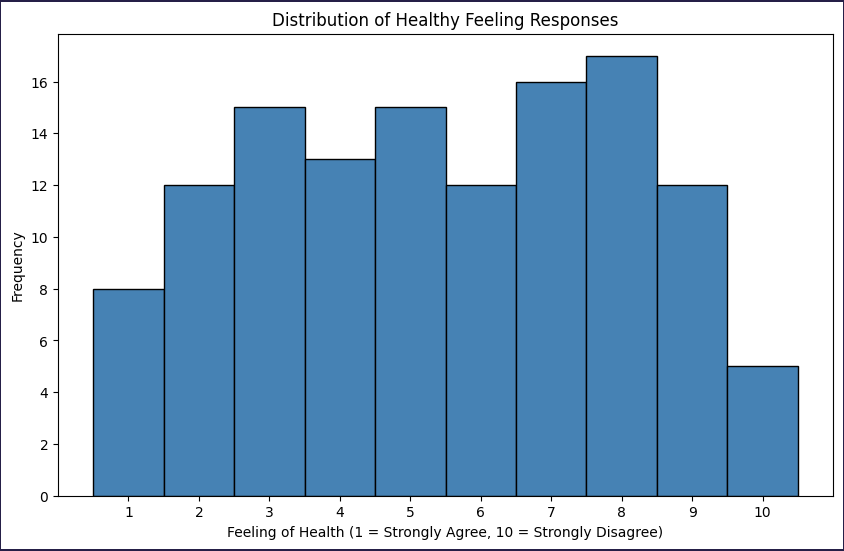 Distribution of Healthy Feeling Responses
16
14
12
10
8
6
4
2
0
Frequency
1 2 3 4 5 6 7 8 9 10
Feeling of Health (1 = Strongly Agree, 10 = Strongly Disagree)